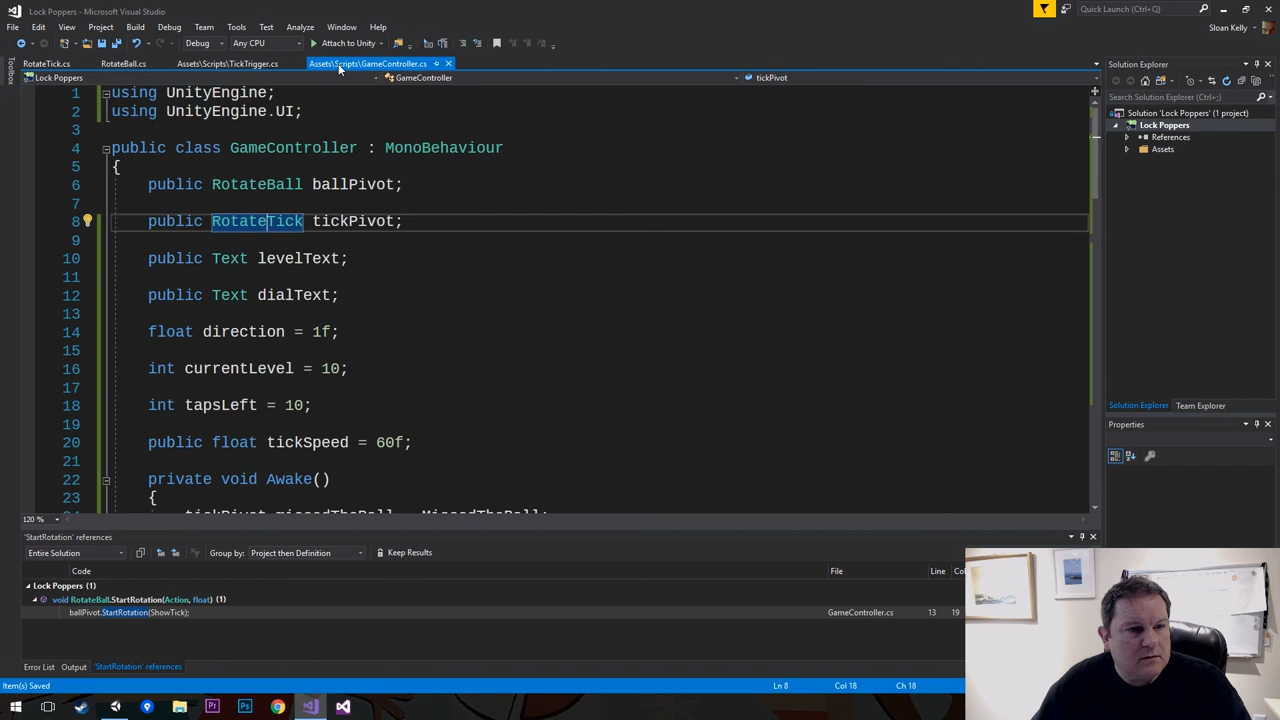 Lock Poppers - Microsoft Visual Studio
Quick Launch (Ctrl+Q)
File Edit View Project Build Debug Team Tools Test Analyze Window Help
Sloan Kelly
Debug Any CPU Attach to Unity
RotateTick.cs RotateBall.cs Assets\Scripts\TickTrigger.cs Assets\Scripts\GameController.cs
Lock Poppers GameController tickPivot
Toolbox
1 using UnityEngine;
2 using UnityEngine.UI;
3
4 public class GameController : MonoBehaviour
5 {
6 public RotateBall ballPivot;
7
8 public RotateTick tickPivot;
9
10 public Text levelText;
11
12 public Text dialText;
13
14 float direction = 1f;
15
16 int currentLevel = 10;
17
18 int tapsLeft = 10;
19
20 public float tickSpeed = 60f;
21
22 private void Awake()
23 {
120 %
Solution Explorer
Search Solution Explorer (Ctrl+;)
Solution 'Lock Poppers' (1 project)
Lock Poppers
References
Assets
Solution Explorer Team Explorer
Properties
'StartRotation' references
Entire Solution Group by: Project then Definition Keep Results
Code File Line Col
Lock Poppers (1)
void RotateBall.StartRotation(Action, float) (1)
ballPivot.StartRotation(ShowTick); GameController.cs 13 19
Error List Output 'StartRotation' references
Item(s) Saved Ln 8 Col 18 Ch 18